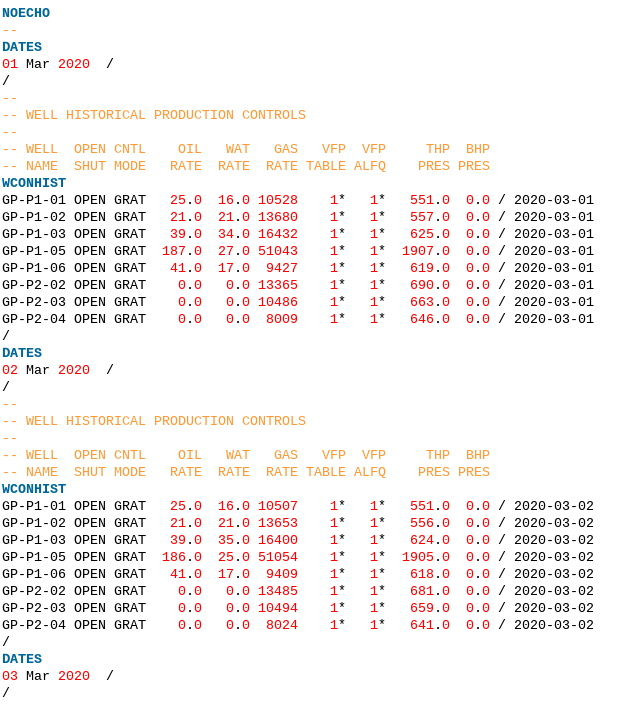 NOECHO
--
DATES
01 Mar 2020  /
/
--
-- WELL HISTORICAL PRODUCTION CONTROLS
--
-- WELL  OPEN CNTL    OIL   WAT   GAS   VFP  VFP     THP  BHP
-- NAME  SHUT MODE   RATE  RATE  RATE TABLE ALFQ    PRES PRES
WCONHIST
GP-P1-01 OPEN GRAT   25.0  16.0 10528    1*   1*   551.0  0.0 / 2020-03-01
GP-P1-02 OPEN GRAT   21.0  21.0 13680    1*   1*   557.0  0.0 / 2020-03-01
GP-P1-03 OPEN GRAT   39.0  34.0 16432    1*   1*   625.0  0.0 / 2020-03-01
GP-P1-05 OPEN GRAT  187.0  27.0 51043    1*   1*  1907.0  0.0 / 2020-03-01
GP-P1-06 OPEN GRAT   41.0  17.0  9427    1*   1*   619.0  0.0 / 2020-03-01
GP-P2-02 OPEN GRAT    0.0   0.0 13365    1*   1*   690.0  0.0 / 2020-03-01
GP-P2-03 OPEN GRAT    0.0   0.0 10486    1*   1*   663.0  0.0 / 2020-03-01
GP-P2-04 OPEN GRAT    0.0   0.0  8009    1*   1*   646.0  0.0 / 2020-03-01
/
DATES
02 Mar 2020  /
/
--
-- WELL HISTORICAL PRODUCTION CONTROLS
--
-- WELL  OPEN CNTL    OIL   WAT   GAS   VFP  VFP     THP  BHP
-- NAME  SHUT MODE   RATE  RATE  RATE TABLE ALFQ    PRES PRES
WCONHIST
GP-P1-01 OPEN GRAT   25.0  16.0 10507    1*   1*   551.0  0.0 / 2020-03-02
GP-P1-02 OPEN GRAT   21.0  21.0 13653    1*   1*   556.0  0.0 / 2020-03-02
GP-P1-03 OPEN GRAT   39.0  35.0 16400    1*   1*   624.0  0.0 / 2020-03-02
GP-P1-05 OPEN GRAT  186.0  25.0 51054    1*   1*  1905.0  0.0 / 2020-03-02
GP-P1-06 OPEN GRAT   41.0  17.0  9409    1*   1*   618.0  0.0 / 2020-03-02
GP-P2-02 OPEN GRAT    0.0   0.0 13485    1*   1*   681.0  0.0 / 2020-03-02
GP-P2-03 OPEN GRAT    0.0   0.0 10494    1*   1*   659.0  0.0 / 2020-03-02
GP-P2-04 OPEN GRAT    0.0   0.0  8024    1*   1*   641.0  0.0 / 2020-03-02
/
DATES
03 Mar 2020  /
/